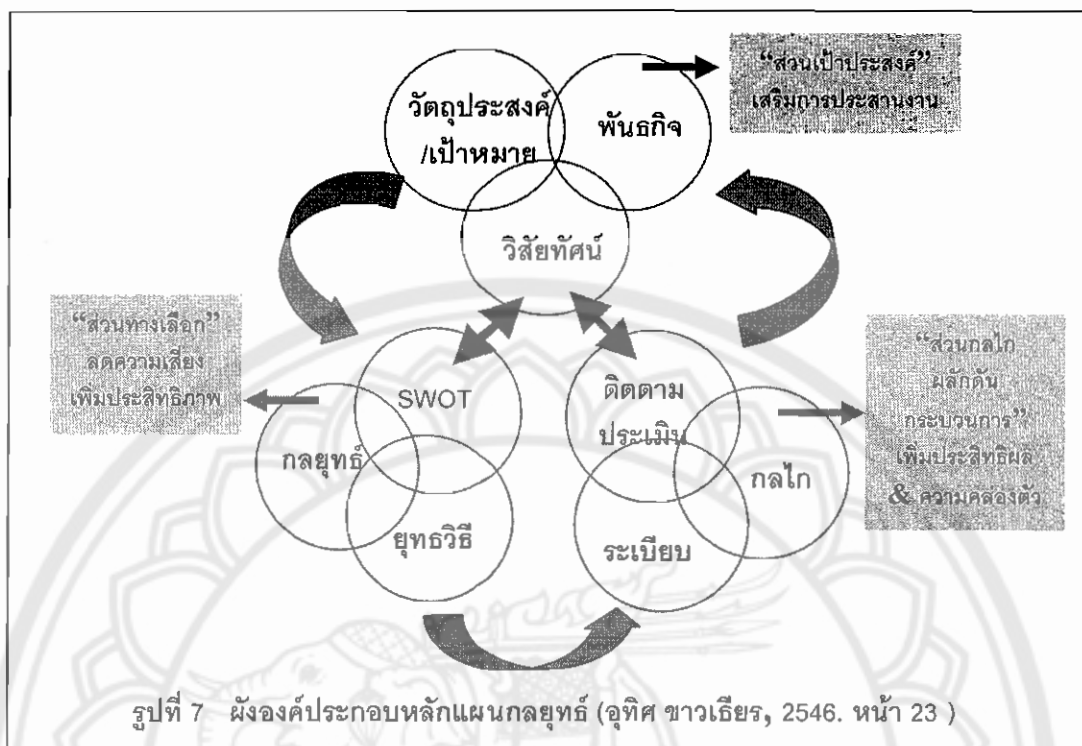 “ส่วนเป้าประสงค์”
เสริมการประสานงาน
วัตถุประสงค์
/เป้าหมาย
พันธกิจ
วิสัยทัศน์
“ส่วนทางเลือก”
ลดความเสี่ยง
เพิ่มประสิทธิภาพ
SWOT
กลยุทธ์
ยุทธวิธี
ติดตาม
ประเมิน
กลไก
ระเบียบ
“ส่วนกลไก
ผลักดัน
กระบวนการ”
เพิ่มประสิทธิผล
& ความคล่องตัว
รูปที่ 7 ผังองค์ประกอบหลักแผนกลยุทธ์ (อุทิศ ขาวเธียร, 2546. หน้า 23 )